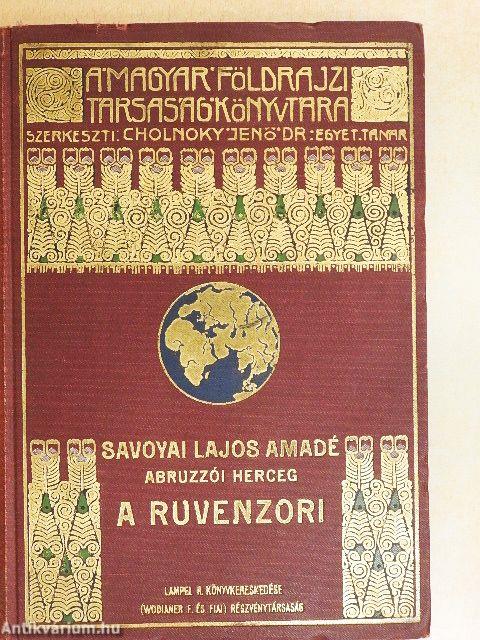 A MAGYAR FÖLDRAJZI
TÁRSASÁG KÖNYVTÁRA
SZERKESZTI: CHOLNOKY JENŐ DR: EGYET. TANÁR
SAVOYAI LAJOS AMADÉ
ABRUZZÓI HERCEG
A RUVENZORI
LAMPEL R. KÖNYVKERESKEDÉSE
(WODIANER F. ÉS FIAI) RÉSZVÉNYTÁRSASÁG
Antikvarium.hu